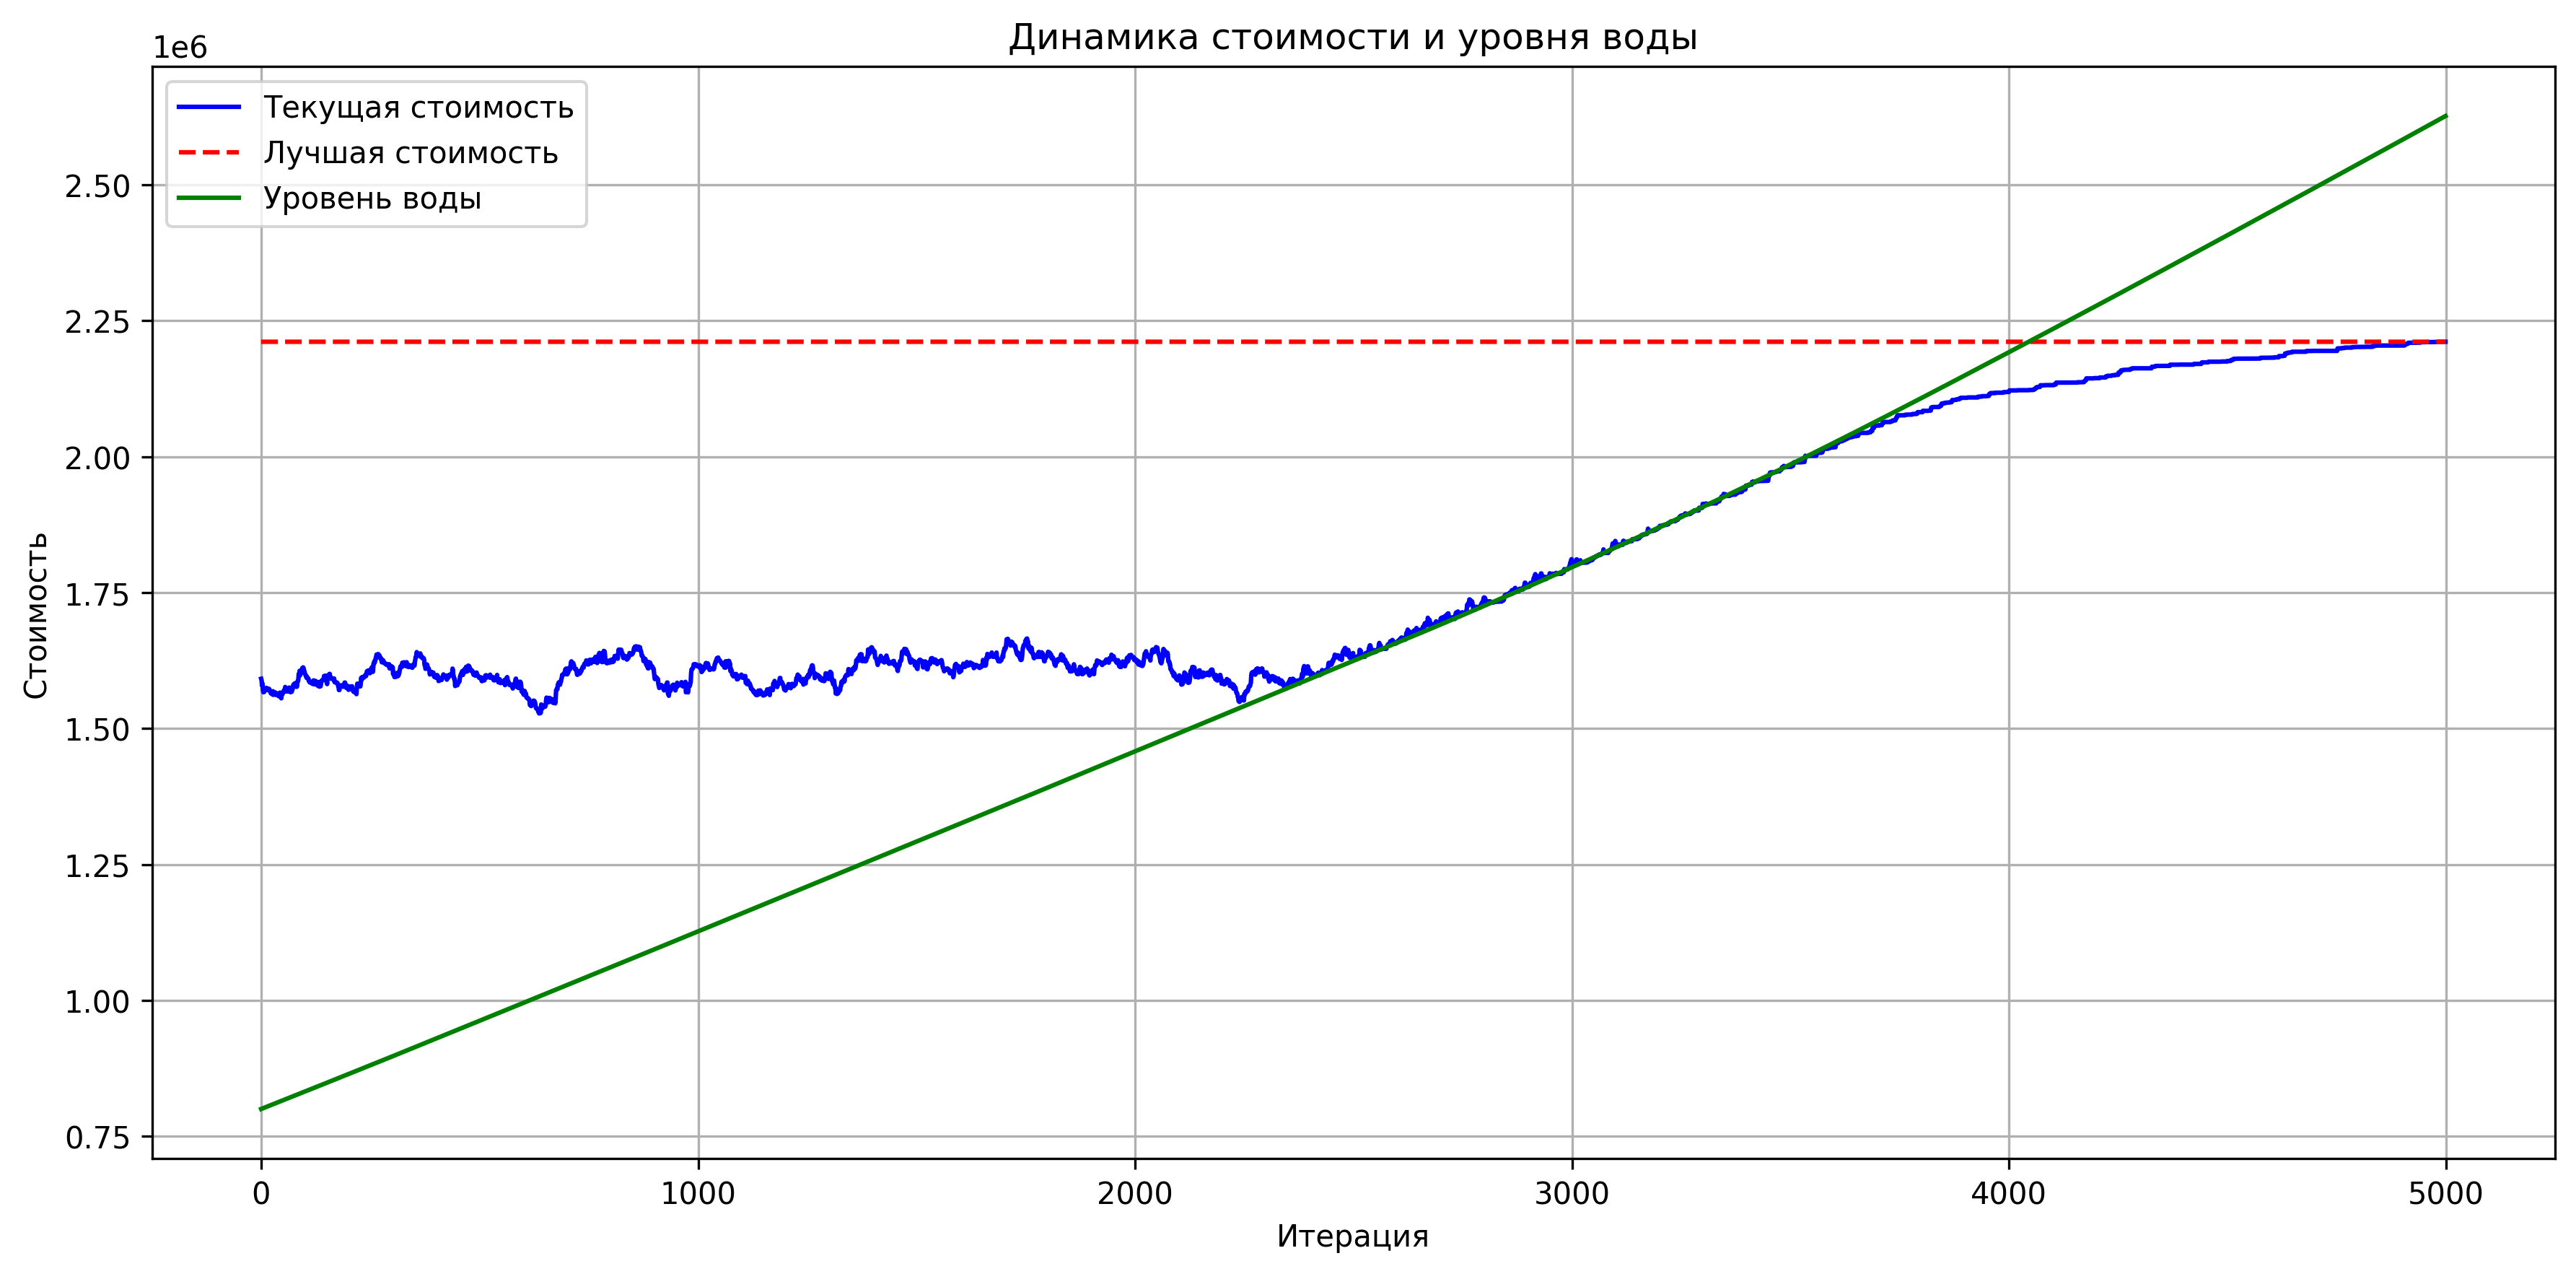 Динамика стоимости и уровня воды
1e6
Текущая стоимость
Лучшая стоимость
Уровень воды
2.50
2.25
2.00
1.75
1.50
1.25
1.00
0.75
Стоимость
0 1000 2000 3000 4000 5000
Итерация